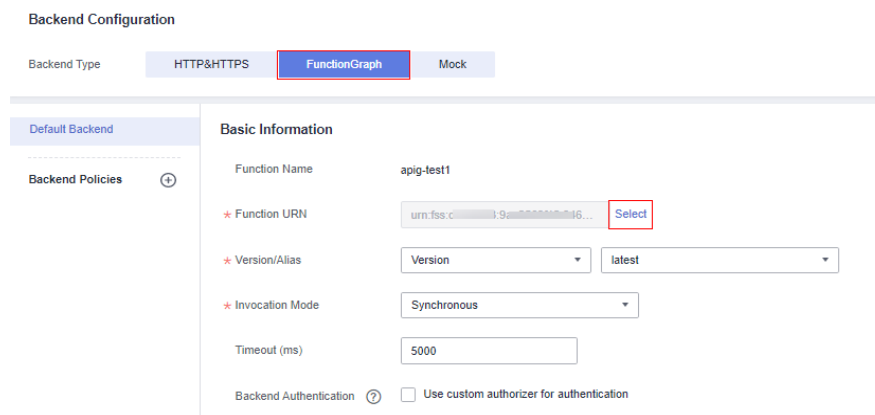 Backend Configuration
Backend Type HTTP&HTTPS FunctionGraph Mock
Default Backend
Backend Policies
Basic Information
Function Name apig-test1
* Function URN urn:fss: Select
* Version/Alias Version latest
* Invocation Mode Synchronous
Timeout (ms) 5000
Backend Authentication ? Use custom authorizer for authentication